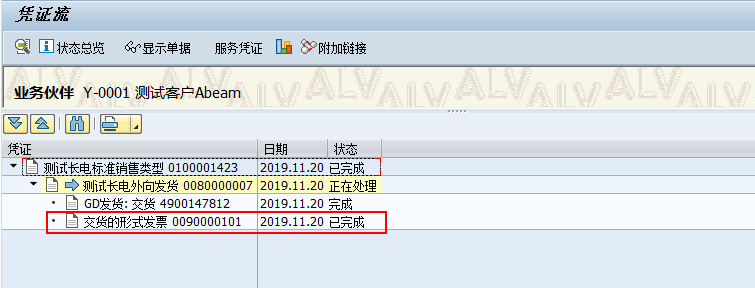 凭证流
状态总览 显示单据 服务凭证 附加链接
业务伙伴 Y-0001 测试客户Abeam
凭证 日期 状态
测试长电标准销售类型 0100001423 2019.11.20 已完成
测试长电外向发货 0080000007 2019.11.20 正在处理
GD发货: 交货 4900147812 2019.11.20 完成
交货的形式发票 0090000101 2019.11.20 已完成